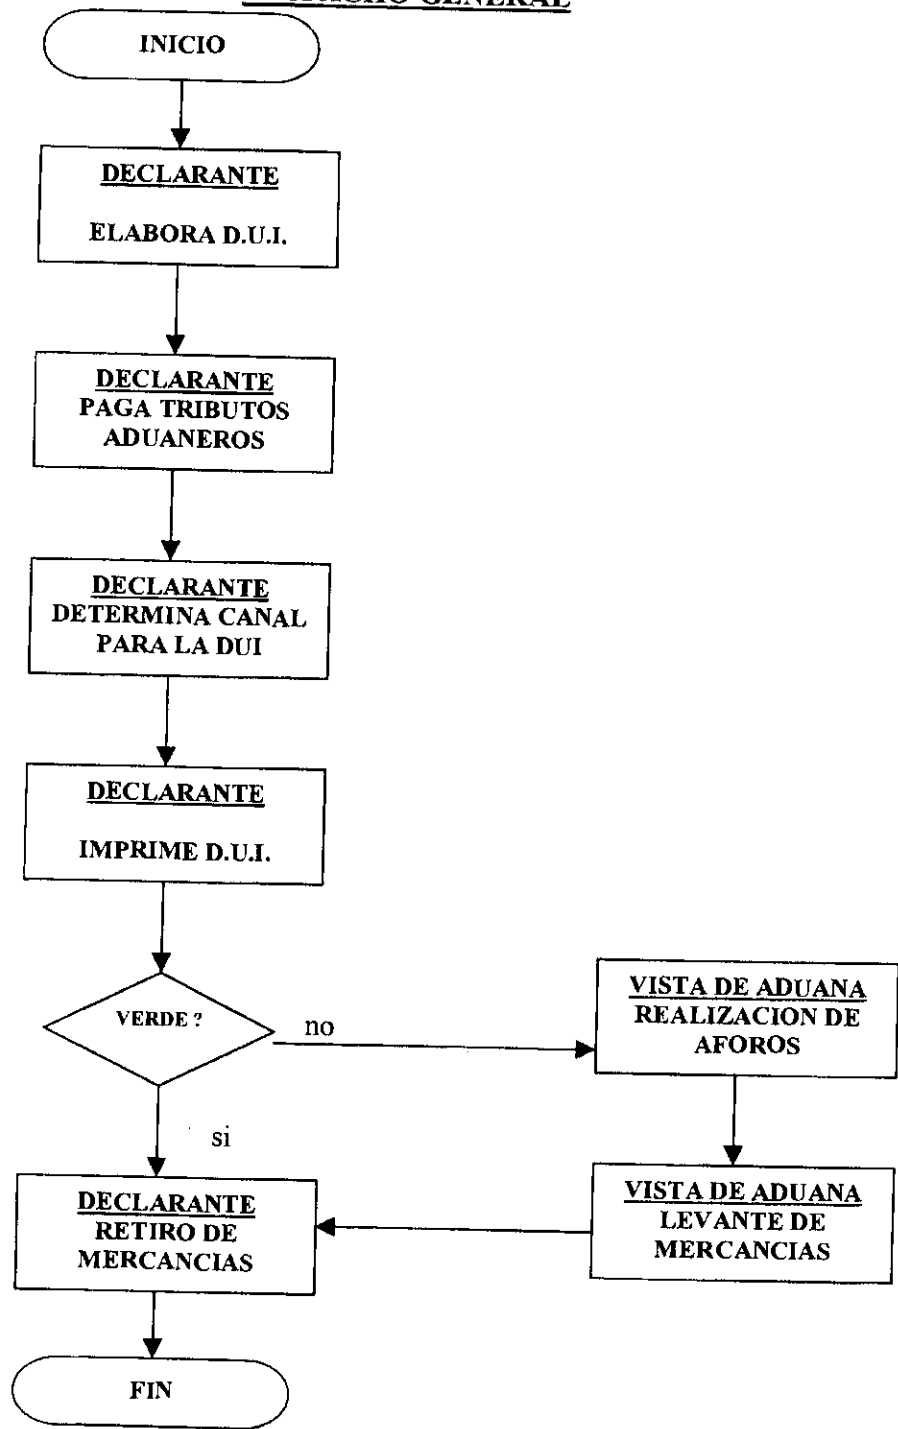 GENERAL
INICIO
DECLARANTE
ELABORA D.U.I.
DECLARANTE
PAGA TRIBUTOS
ADUANEROS
DECLARANTE
DETERMINA CANAL
PARA LA DUI
DECLARANTE
IMPRIME D.U.I.
VERDE ?
no
si
VISTA DE ADUANA
REALIZACION DE
AFOROS
VISTA DE ADUANA
LEVANTE DE
MERCANCIAS
DECLARANTE
RETIRO DE
MERCANCIAS
FIN